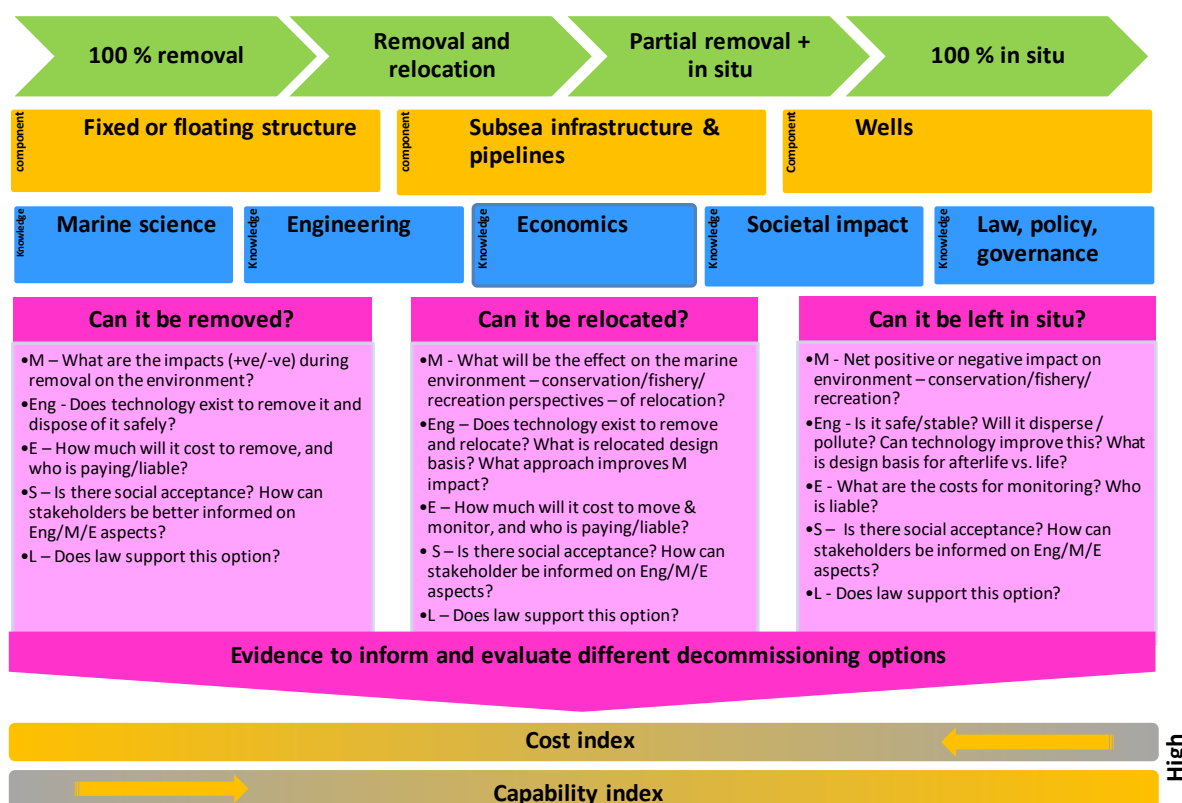 100 % removal
Removal and
relocation
Partial removal +
in situ
100 % in situ
component
Fixed or floating structure
component
Subsea infrastructure &
pipelines
Component
Wells
Knowledge
Marine science
Knowledge
Engineering
Knowledge
Economics
Knowledge
Societal impact
Knowledge
Law, policy,
governance
Can it be removed?
•M – What are the impacts (+ve/-ve) during
removal on the environment?
•Eng - Does technology exist to remove it and
dispose of it safely?
•E – How much will it cost to remove, and
who is paying/liable?
•S – Is there social acceptance? How can
stakeholders be better informed on
Eng/M/E aspects?
•L – Does law support this option?
Can it be relocated?
•M - What will be the effect on the marine
environment – conservation/fishery/
recreation perspectives – of relocation?
•Eng – Does technology exist to remove
and relocate? What is relocated design
basis? What approach improves M
impact?
•E – How much will it cost to move &
monitor, and who is paying/liable?
• S – Is there social acceptance? How can
stakeholder be informed on Eng/M/E
aspects?
•L – Does law support this option?
Can it be left in situ?
•M - Net positive or negative impact on
environment – conservation/fishery/
recreation?
•Eng - Is it safe/stable? Will it disperse /
pollute? Can technology improve this? What
is design basis for afterlife vs. life?
•E - What are the costs for monitoring? Who
is liable?
•S – Is there social acceptance? How can
stakeholders be informed on Eng/M/E
aspects?
•L - Does law support this option?
Evidence to inform and evaluate different decommissioning options
Cost index
High
Capability index